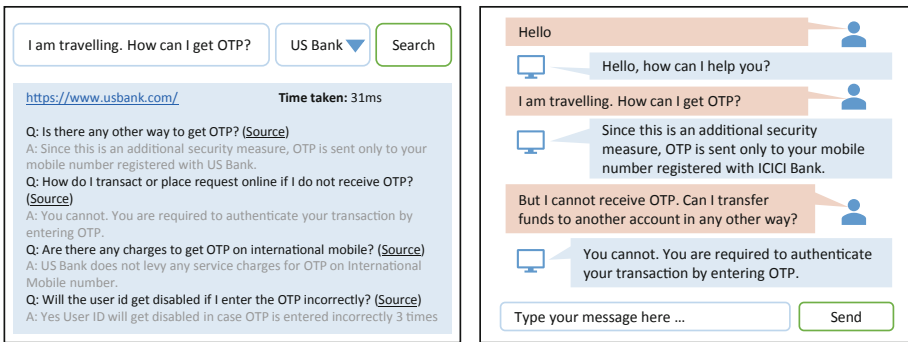 I am travelling. How can I get OTP?
US Bank
Search
https://www.usbank.com/
Time taken: 31ms
Q: Is there any other way to get OTP? (Source)
A: Since this is an additional security measure, OTP is sent only to your
mobile number registered with US Bank.
Q: How do I transact or place request online if I do not receive OTP?
(Source)
A: You cannot. You are required to authenticate your transaction by
entering OTP.
Q: Are there any charges to get OTP on international mobile? (Source)
A: US Bank does not levy any service charges for OTP on International
Mobile number.
Q: Will the user id get disabled if I enter the OTP incorrectly? (Source)
A: Yes User ID will get disabled in case OTP is entered incorrectly 3 times
Hello
Hello, how can I help you?
I am travelling. How can I get OTP?
Since this is an additional security
measure, OTP is sent only to your mobile
number registered with ICICI Bank.
But I cannot receive OTP. Can I transfer
funds to another account in any other way?
You cannot. You are required to authenticate
your transaction by entering OTP.
Type your message here ...
Send